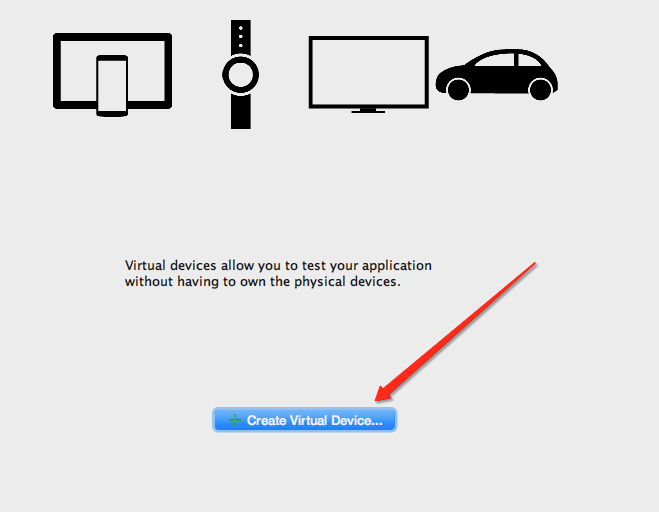 Virtual devices allow you to test your application
without having to own the physical devices.
Create Virtual Device...